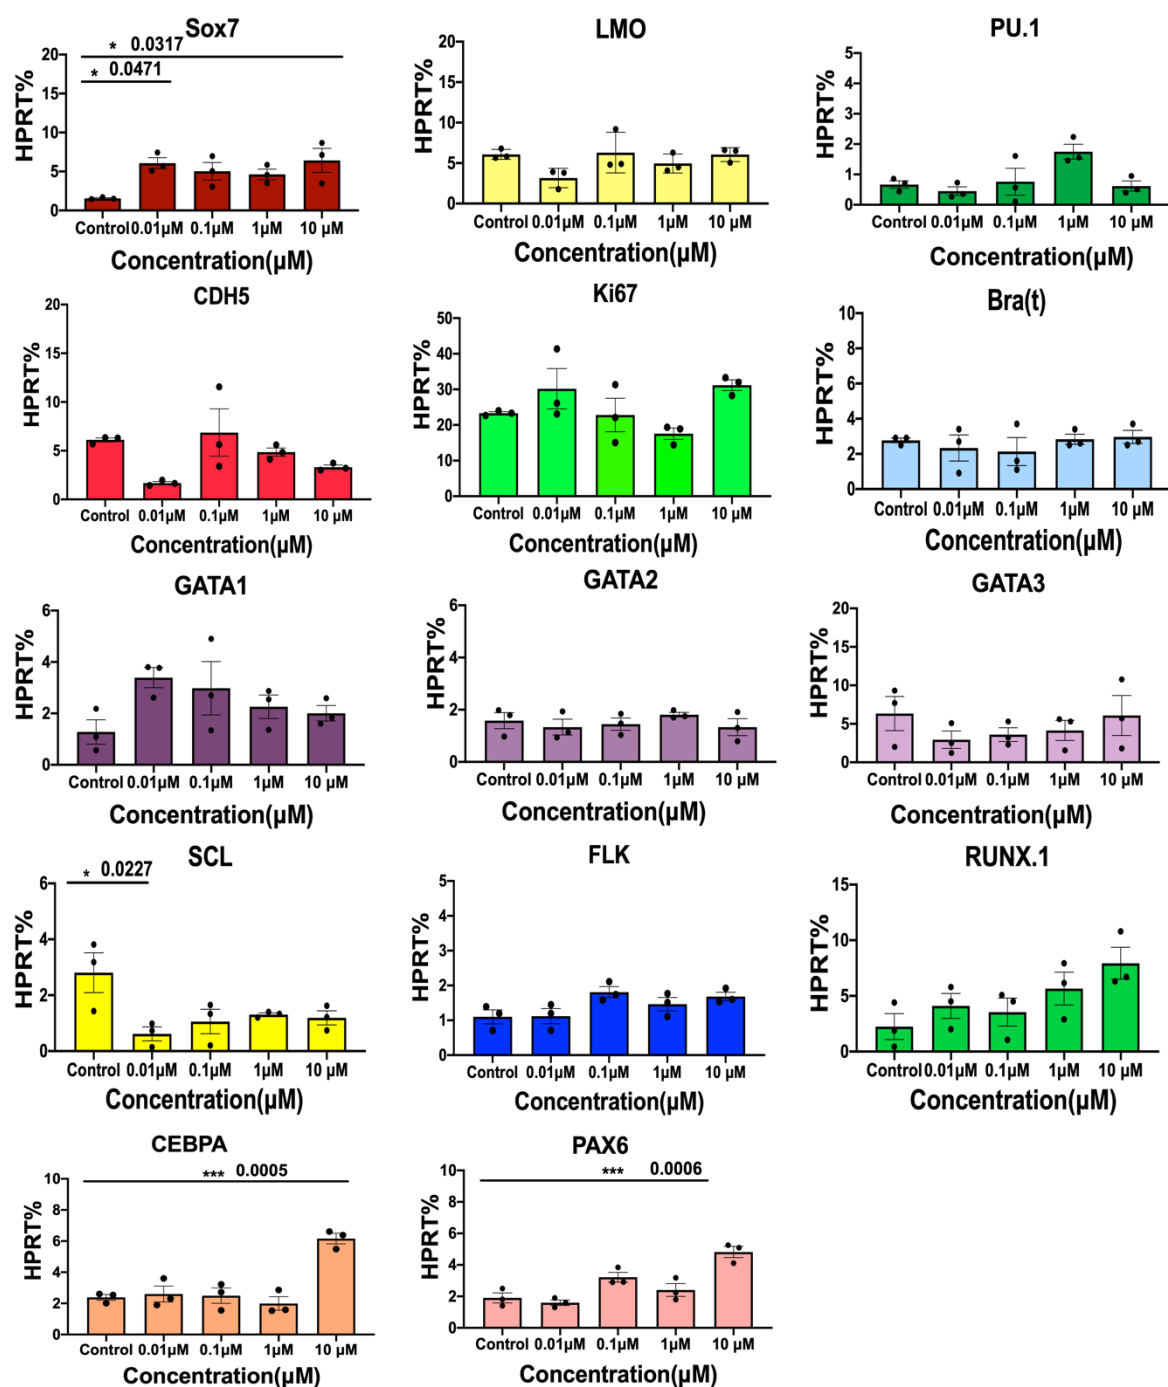 Sox7
* 0.0317
* 0.0471
HPRT%
20
15
10
5
0
Control 0.01µM 0.1µM 1µM 10 µM
Concentration(µM)
LMO
HPRT%
20
15
10
5
0
Control 0.01µM 0.1µM 1µM 10 µM
Concentration(µM)
PU.1
HPRT%
5
4
3
2
1
0
Control 0.01µM 0.1µM 1µM 10 µM
Concentration(µM)
CDH5
HPRT%
20
15
10
5
0
Control 0.01µM 0.1µM 1µM 10 µM
Concentration(µM)
Ki67
HPRT%
50
40
30
20
10
0
Control 0.01µM 0.1µM 1µM 10 µM
Concentration(µM)
Bra(t)
HPRT%
10
8
6
4
2
0
Control 0.01µM 0.1µM 1µM 10 µM
Concentration(µM)
GATA1
HPRT%
6
4
2
0
Control 0.01µM 0.1µM 1µM 10 µM
Concentration(µM)
GATA2
HPRT%
6
4
2
0
Control 0.01µM 0.1µM 1µM 10 µM
Concentration(µM)
GATA3
HPRT%
20
15
10
5
0
Control 0.01µM 0.1µM 1µM 10 µM
Concentration(µM)
SCL
* 0.0227
HPRT%
6
4
2
0
Control 0.01µM 0.1µM 1µM 10 µM
Concentration(µM)
FLK
HPRT%
5
4
3
2
1
0
Control 0.01µM 0.1µM 1µM 10 µM
Concentration(µM)
RUNX.1
HPRT%
15
10
5
0
Control 0.01µM 0.1µM 1µM 10 µM
Concentration(µM)
CEBPA
*** 0.0005
HPRT%
10
8
6
4
2
0
Control 0.01µM 0.1µM 1µM 10 µM
Concentration(µM)
PAX6
*** 0.0006
HPRT%
10
8
6
4
2
0
Control 0.01µM 0.1µM 1µM 10 µM
Concentration(µM)